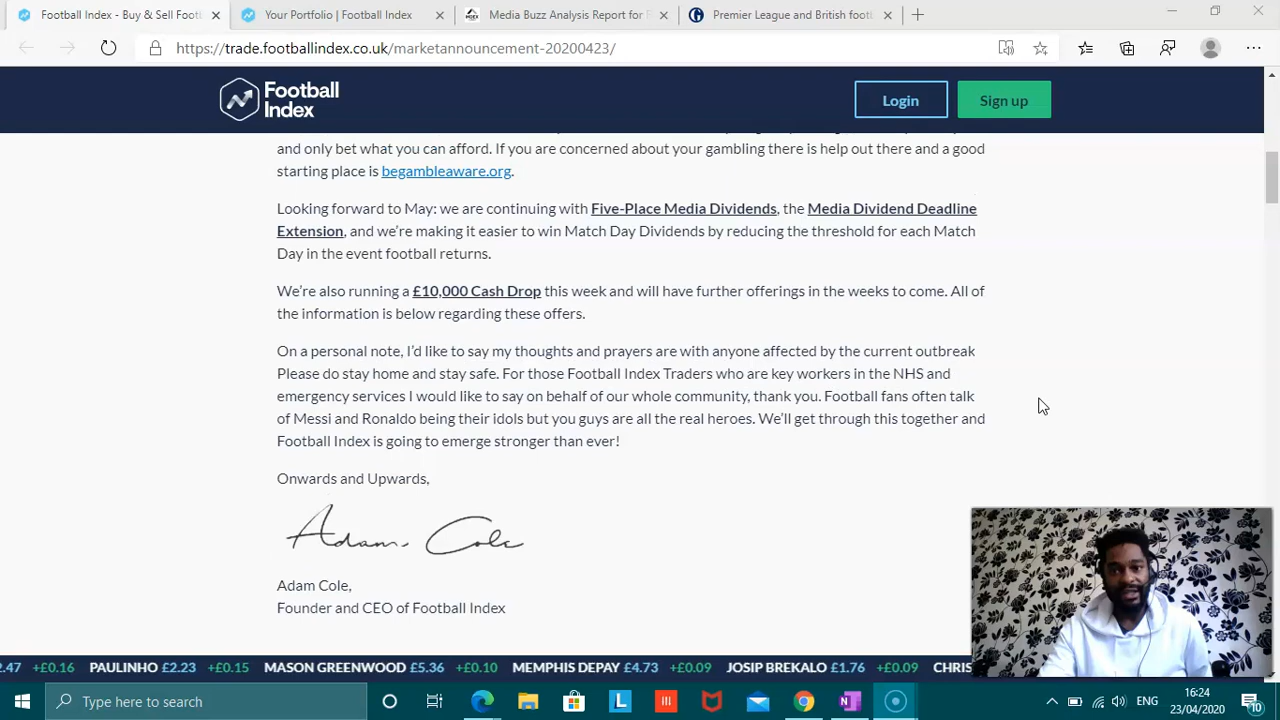 Football Index - Buy & Sell Foot
Your Portfolio | Football Index
Media Buzz Analysis Report for F
Premier League and British foot
https://trade.footballindex.co.uk/marketannouncement-20200423/
Football
Index
Login
Sign up
and only bet what you can afford. If you are concerned about your gambling there is help out there and a good
starting place is begambleaware.org.
Looking forward to May: we are continuing with Five-Place Media Dividends, the Media Dividend Deadline
Extension, and we’re making it easier to win Match Day Dividends by reducing the threshold for each Match
Day in the event football returns.
We’re also running a £10,000 Cash Drop this week and will have further offerings in the weeks to come. All of
the information is below regarding these offers.
On a personal note, I’d like to say my thoughts and prayers are with anyone affected by the current outbreak
Please do stay home and stay safe. For those Football Index Traders who are key workers in the NHS and
emergency services I would like to say on behalf of our whole community, thank you. Football fans often talk
of Messi and Ronaldo being their idols but you guys are all the real heroes. We’ll get through this together and
Football Index is going to emerge stronger than ever!
Onwards and Upwards,
Adam Cole
Adam Cole,
Founder and CEO of Football Index
2.47 +£0.16 PAULINHO £2.23 +£0.15 MASON GREENWOOD £5.36 +£0.10 MEMPHIS DEPAY £4.73 +£0.09 JOSIP BREKALO £1.76 +£0.09 CHRIS
Type here to search
L
ENG
16:24
23/04/2020
10